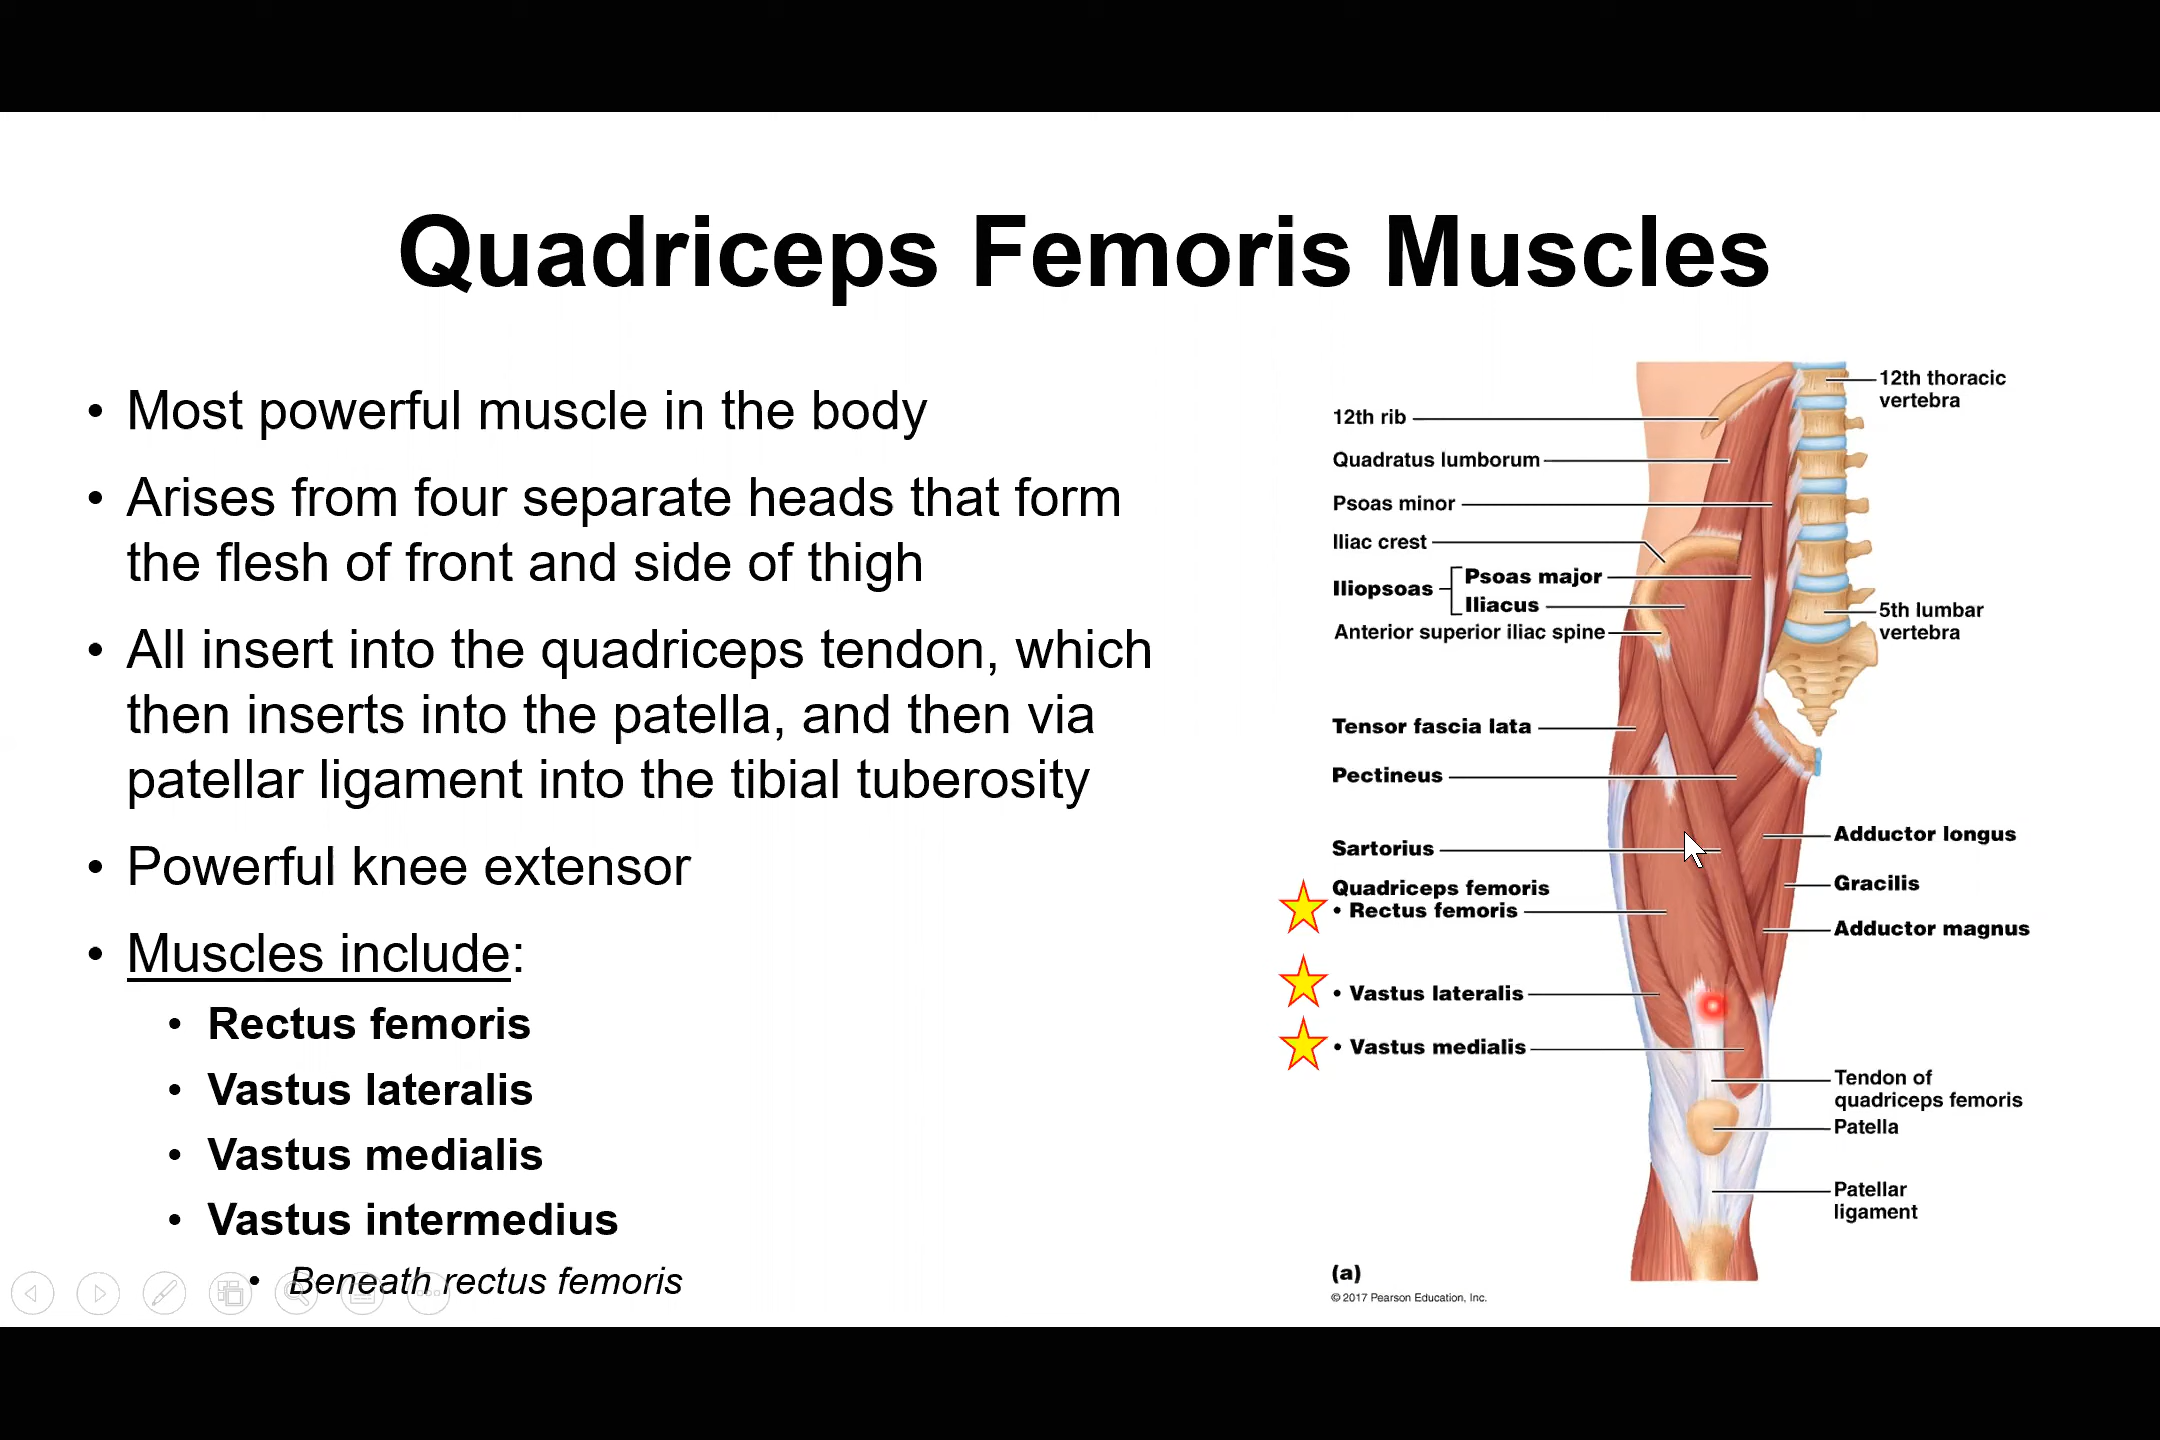 Quadriceps Femoris Muscles
• Most powerful muscle in the body
• Arises from four separate heads that form
the flesh of front and side of thigh
• All insert into the quadriceps tendon, which
then inserts into the patella, and then via
patellar ligament into the tibial tuberosity
• Powerful knee extensor
• Muscles include:
• Rectus femoris
• Vastus lateralis
• Vastus medialis
• Vastus intermedius
• Beneath rectus femoris
12th rib
Quadratus lumborum
Psoas minor
Iliac crest
Iliopsoas
Psoas major
Iliacus
Anterior superior iliac spine
Tensor fascia lata
Pectineus
Sartorius
Quadriceps femoris
• Rectus femoris
• Vastus lateralis
• Vastus medialis
12th thoracic
vertebra
5th lumbar
vertebra
Adductor longus
Gracilis
Adductor magnus
Tendon of
quadriceps femoris
Patella
Patellar
ligament
(a)
© 2017 Pearson Education, Inc.